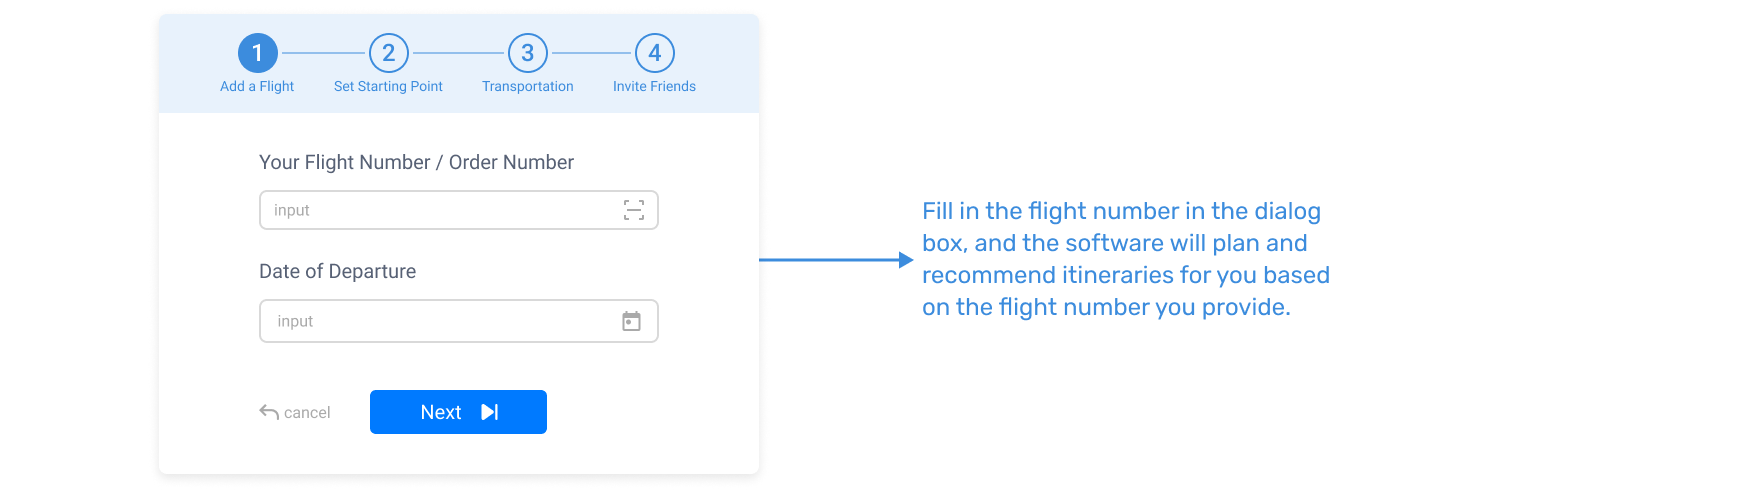 1 2 3 4
Add a Flight Set Starting Point Transportation Invite Friends
Your Flight Number / Order Number
input
Date of Departure
input
cancel Next
Fill in the flight number in the dialog
box, and the software will plan and
recommend itineraries for you based
on the flight number you provide.